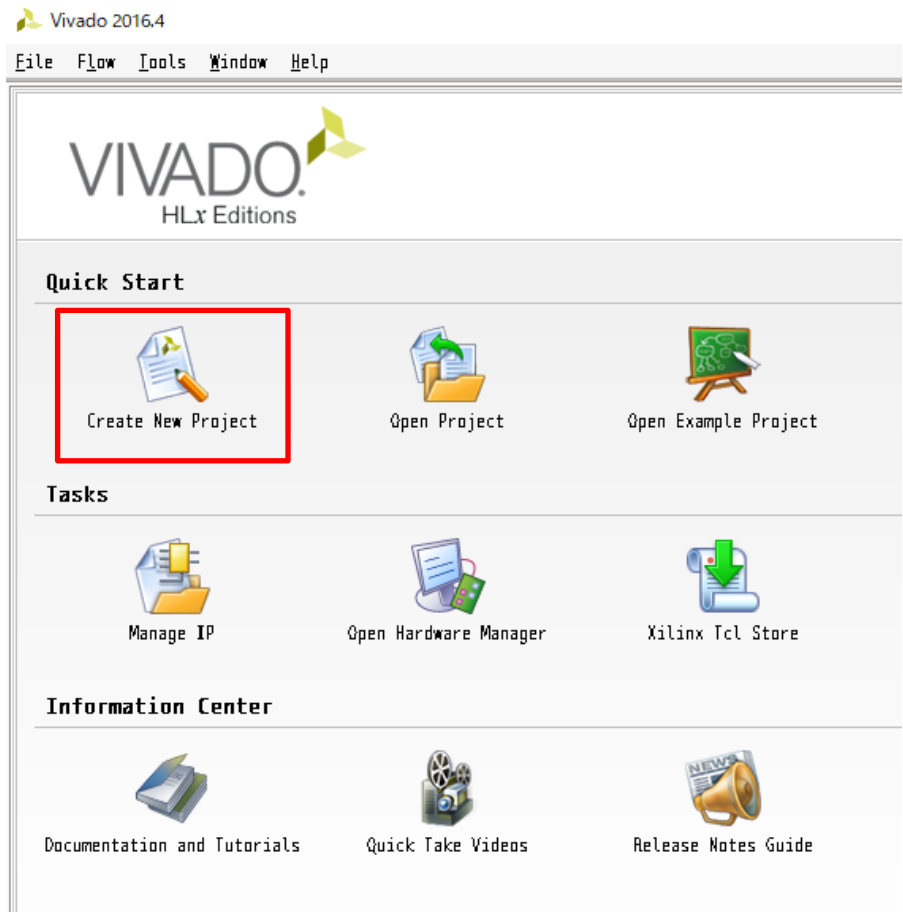 Vivado 2016.4
File Flow Tools Window Help
VIVADO.
HLx Editions
Quick Start
Create New Project Open Project Open Example Project
Tasks
Manage IP Open Hardware Manager Xilinx Tcl Store
Information Center
NEWS
Documentation and Tutorials Quick Take Videos Release Notes Guide